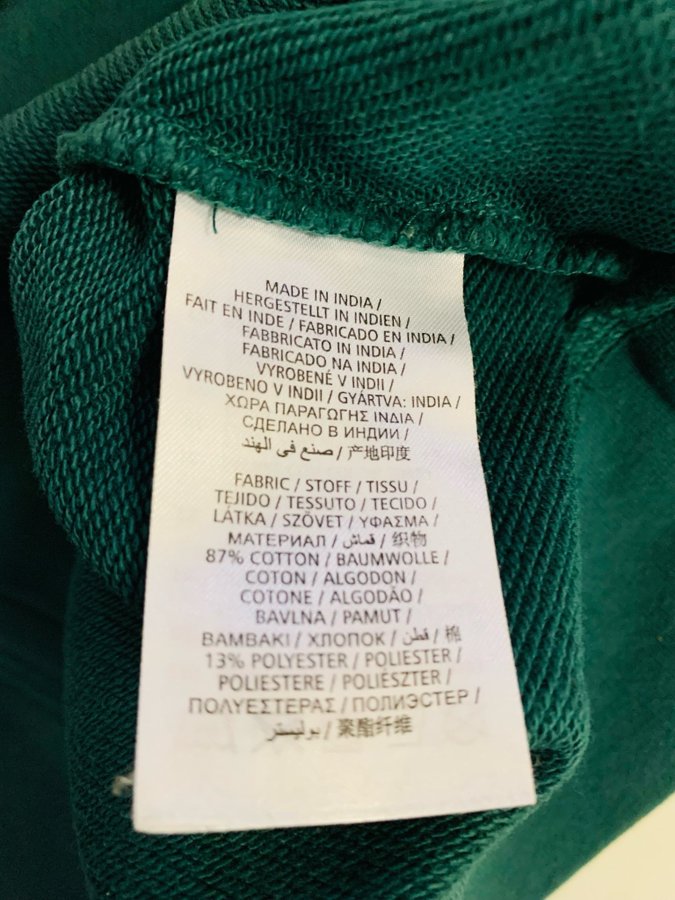 MADE IN INDIA /
HERGESTELLT IN INDIEN /
FAIT EN INDE / FABRICADO EN INDIA /
FABBRICATO IN INDIA /
FABRICADO NA INDIA /
VYROBENÉ V INDII /
VYROBENO V INDII / GYÁRTVA: INDIA /
ΧΩΡΑ ΠΑΡΑΓΩΓΗΣ ΙΝΔΙΑ /
СДЕЛАНО В ИНДИИ /
صنع في الهند / 产地印度
FABRIC / STOFF / TISSU /
TEJIDO / TESSUTO / TECIDO /
LÁTKA / SZÖVET / ΥΦΑΣΜΑ /
МАТЕРИАЛ / قماش / 织物
87% COTTON / BAUMWOLLE /
COTON / ALGODON /
COTONE / ALGODÃO /
BAVLNA / PAMUT /
ΒΑΜΒΑΚΙ / ХЛОПОК / قطن / 棉
13% POLYESTER / POLIESTER /
POLIESTERE / POLIÉSZTER /
ΠΟΛΥΕΣΤΕΡΑΣ / ПОЛИЭСТЕР /
بوليستر / 聚酯纤维